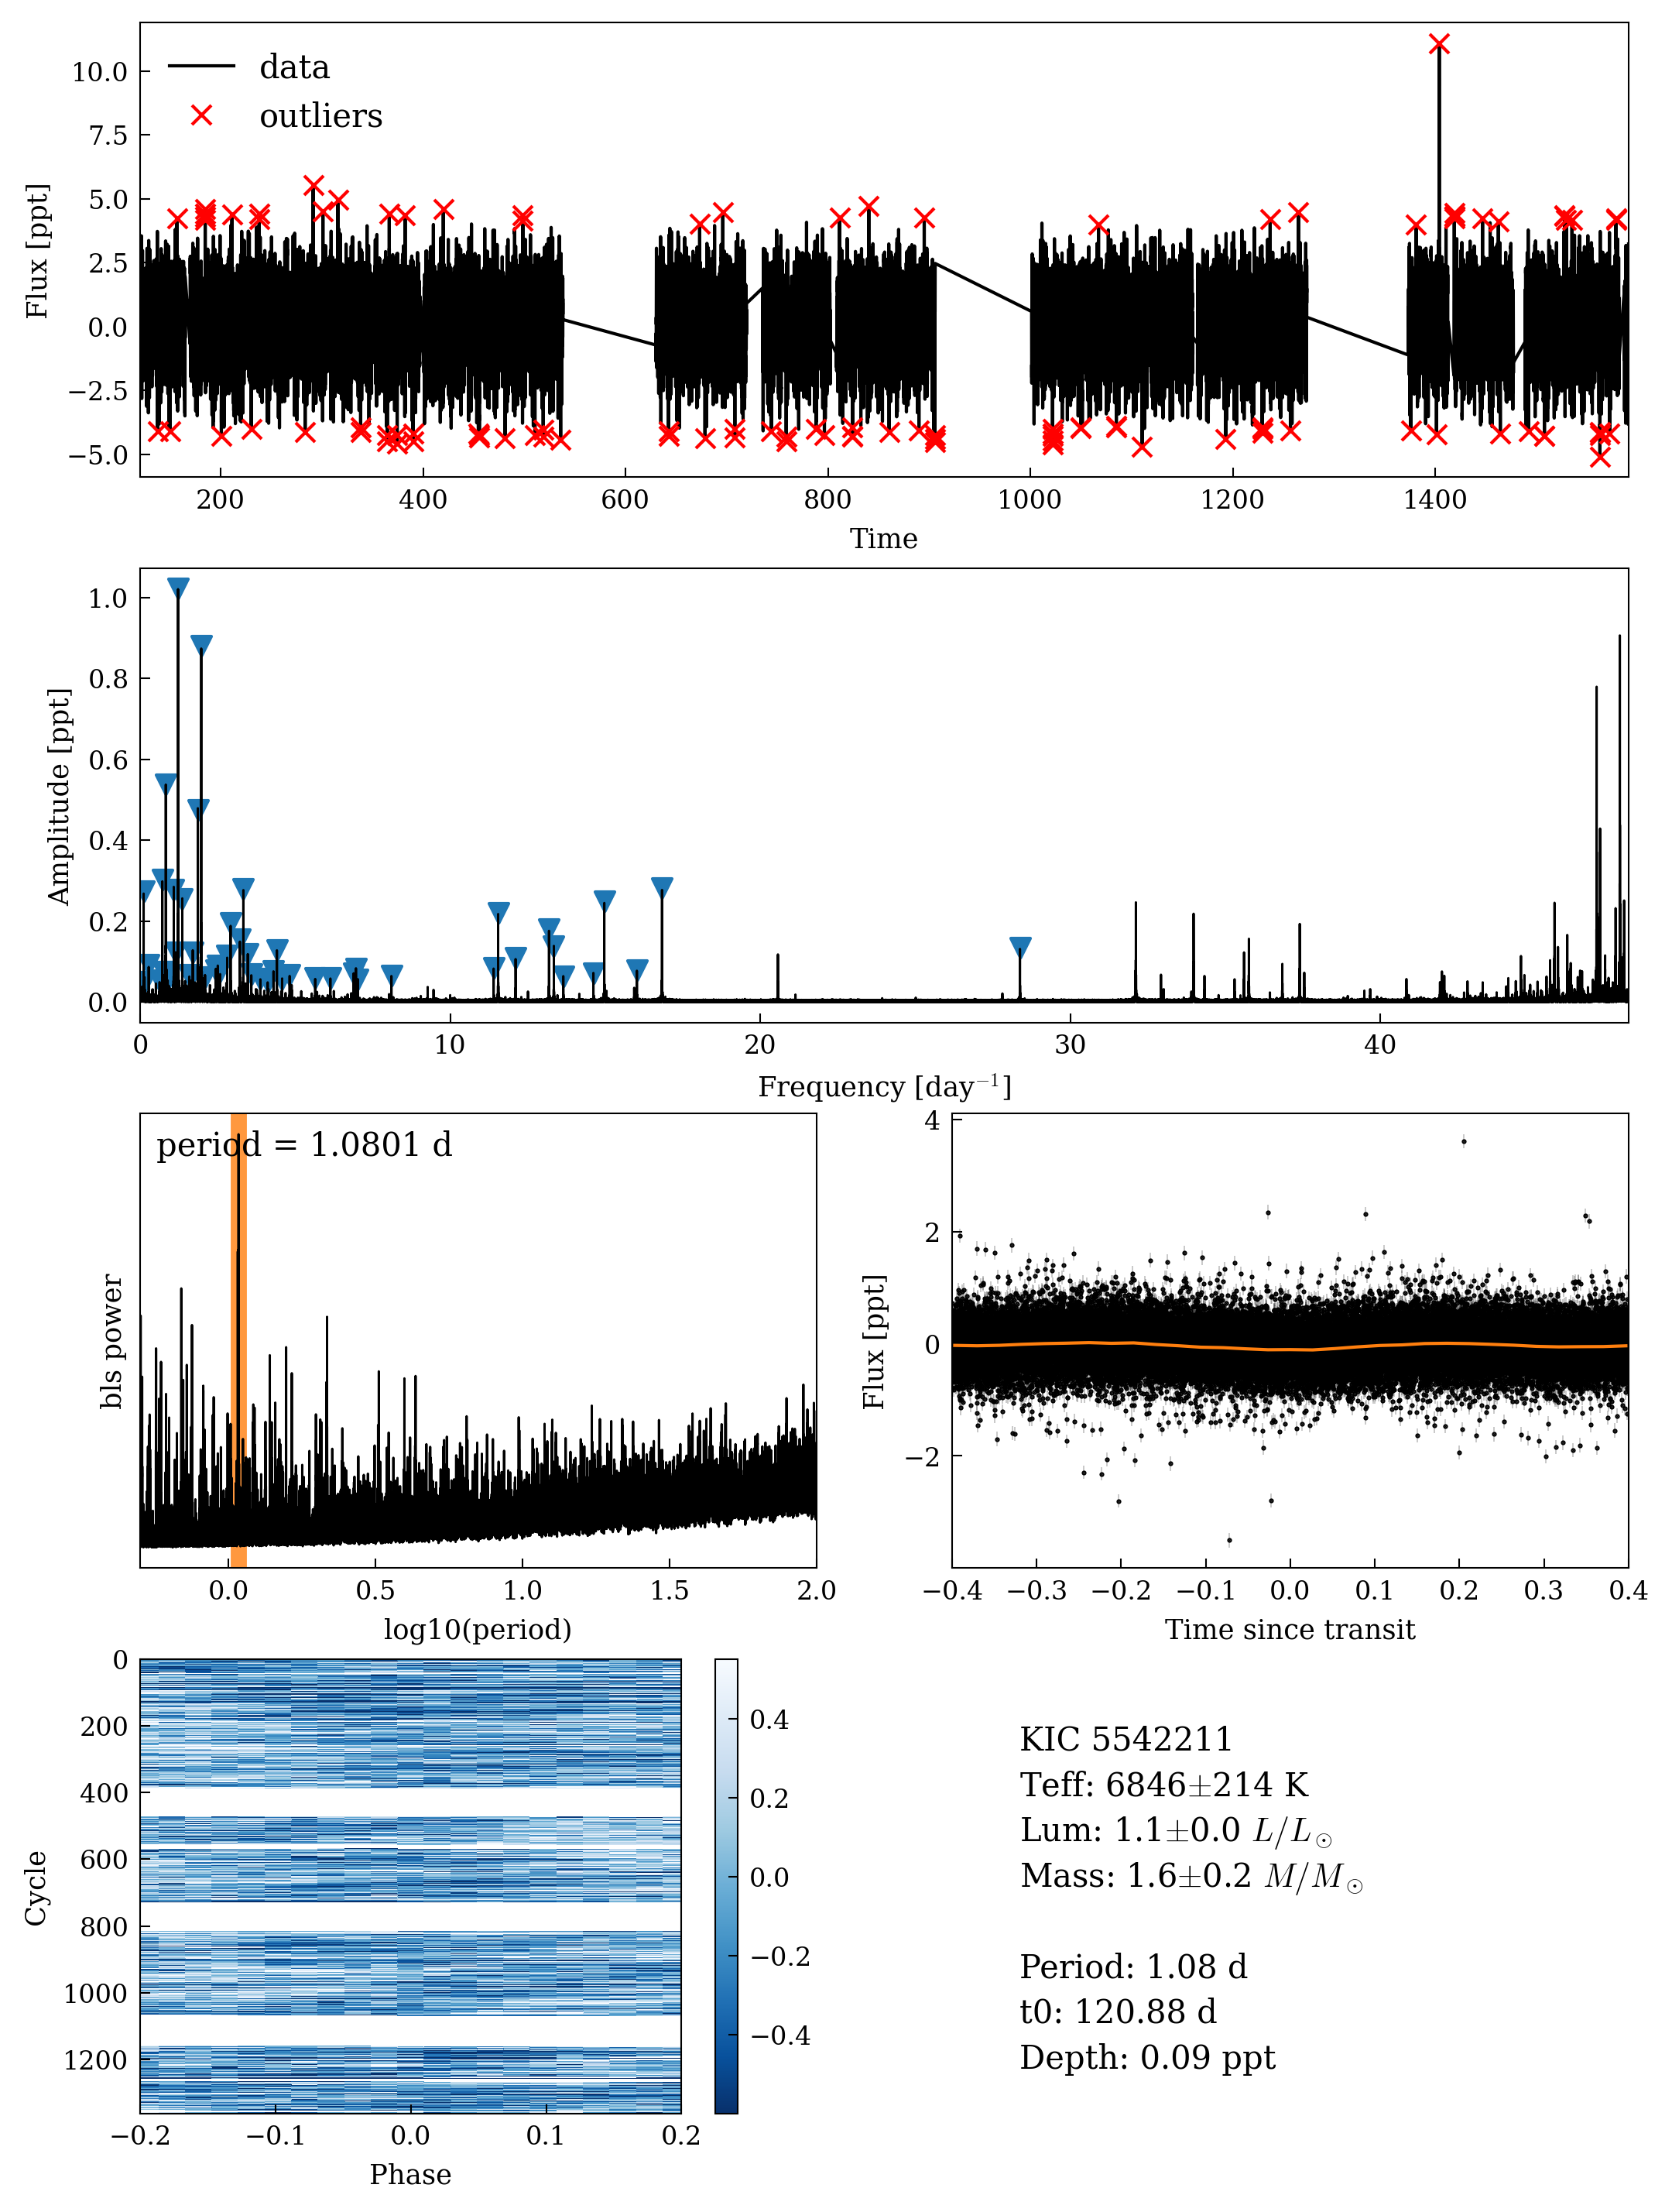 data
outliers
10.0
7.5
5.0
2.5
0.0
−2.5
−5.0
Flux [ppt]
200 400 600 800 1000 1200 1400
Time
1.0
0.8
0.6
0.4
0.2
0.0
Amplitude [ppt]
0 10 20 30 40
Frequency [day⁻¹]
period = 1.0801 d
bls power
0.0 0.5 1.0 1.5 2.0
log10(period)
4
2
0
−2
Flux [ppt]
−0.4 −0.3 −0.2 −0.1 0.0 0.1 0.2 0.3 0.4
Time since transit
0
200
400
600
800
1000
1200
Cycle
−0.2 −0.1 0.0 0.1 0.2
Phase
0.4
0.2
0.0
−0.2
−0.4
KIC 5542211
Teff: 6846±214 K
Lum: 1.1±0.0 L/L⊙
Mass: 1.6±0.2 M/M⊙
Period: 1.08 d
t0: 120.88 d
Depth: 0.09 ppt